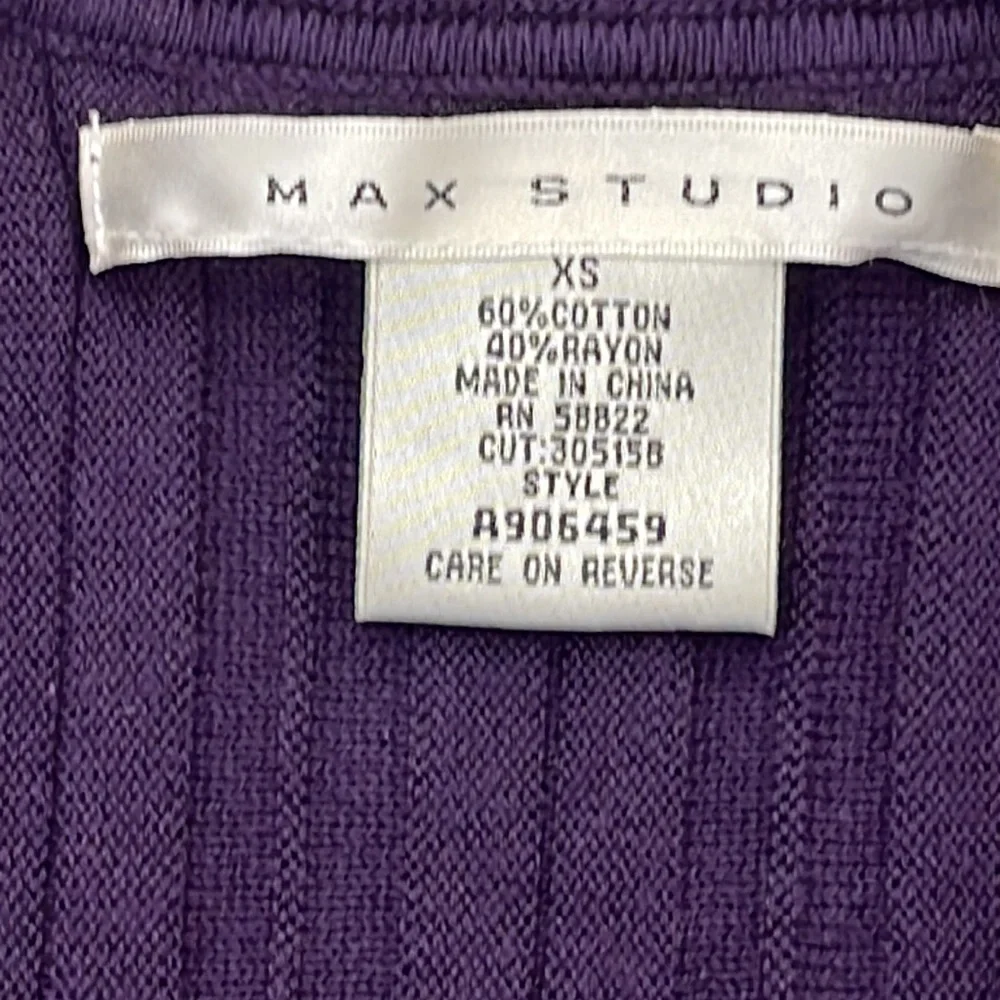 MAX STUDIO
XS
60%COTTON
40%RAYON
MADE IN CHINA
RN 58822
CUT:305158
STYLE
A906459
CARE ON REVERSE